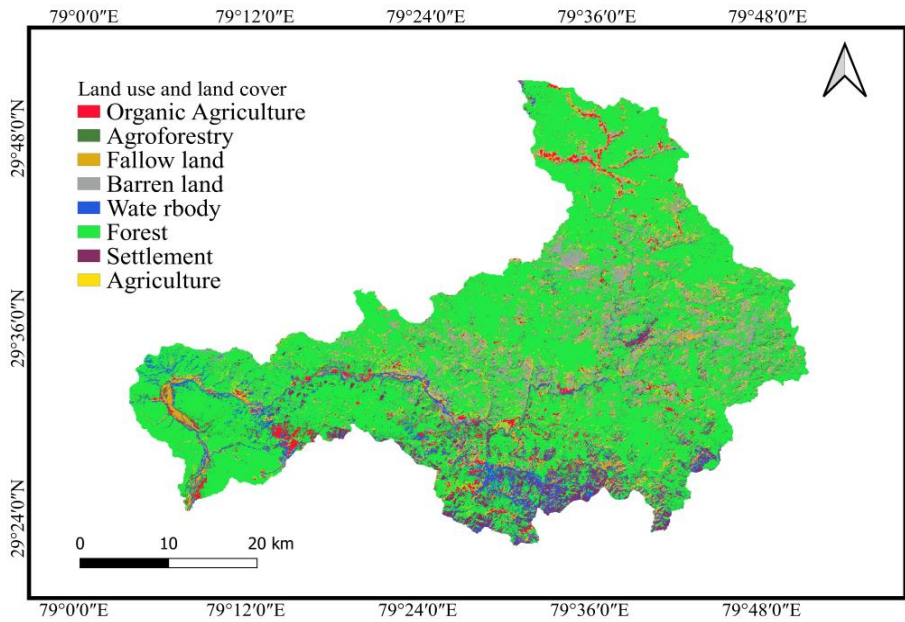 79°0′0″E 79°12′0″E 79°24′0″E 79°36′0″E 79°48′0″E
Land use and land cover
Organic Agriculture
Agroforestry
Fallow land
Barren land
Wate rbody
Forest
Settlement
Agriculture
29°48′0″N
29°36′0″N
29°24′0″N
0 10 20 km
79°0′0″E 79°12′0″E 79°24′0″E 79°36′0″E 79°48′0″E